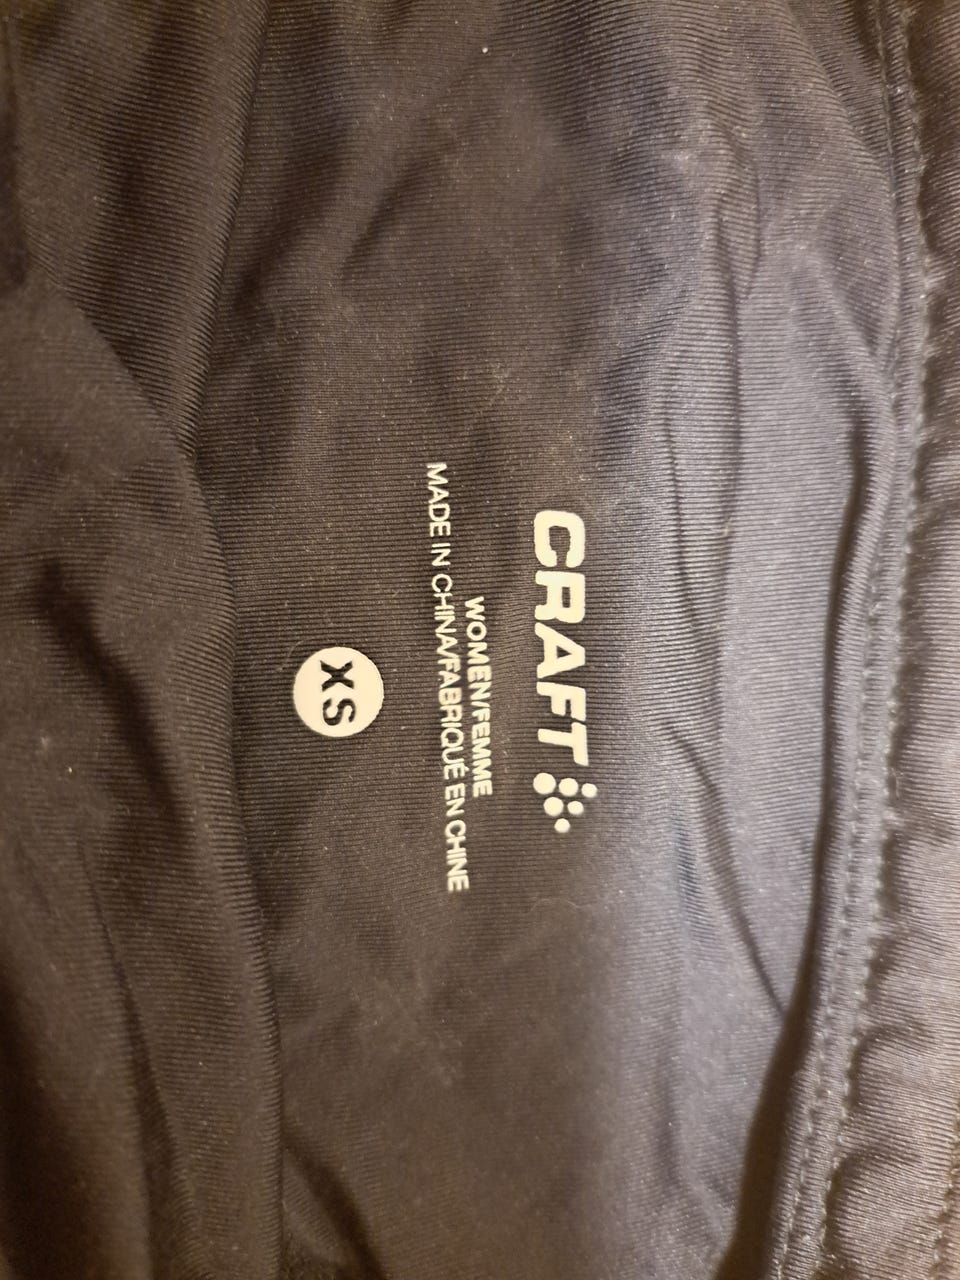 CRAFT
WOMEN/FEMME
MADE IN CHINA/FABRIQUÉ EN CHINE
XS